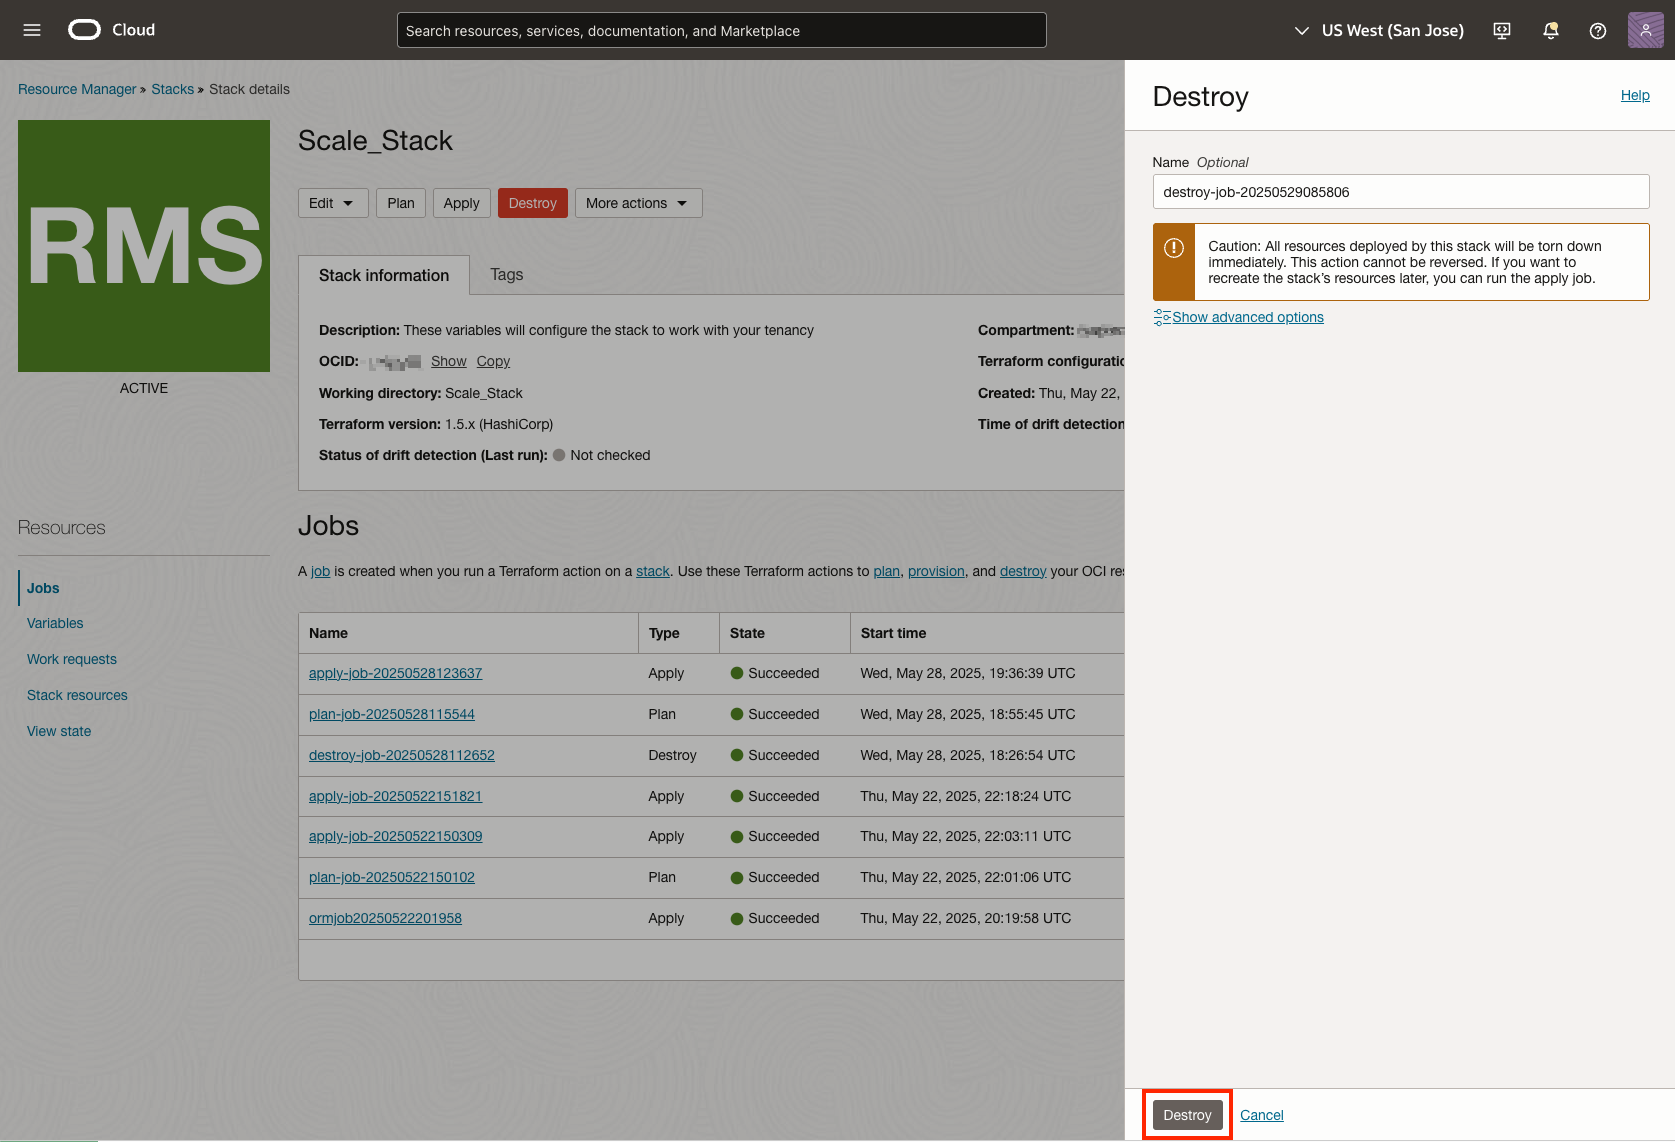 Cloud
Search resources, services, documentation, and Marketplace
US West (San Jose)
Resource Manager » Stacks » Stack details
RMS
ACTIVE
Scale_Stack
Edit
Plan
Apply
Destroy
More actions
Stack information
Tags
Description: These variables will configure the stack to work with your tenancy
OCID:
Show
Copy
Working directory: Scale_Stack
Terraform version: 1.5.x (HashiCorp)
Status of drift detection (Last run): Not checked
Compartment:
Terraform configuratio
Created: Thu, May 22,
Time of drift detection
Resources
Jobs
Variables
Work requests
Stack resources
View state
Jobs
A job is created when you run a Terraform action on a stack. Use these Terraform actions to plan, provision, and destroy your OCI res
Name Type State Start time
apply-job-20250528123637 Apply Succeeded Wed, May 28, 2025, 19:36:39 UTC
plan-job-20250528115544 Plan Succeeded Wed, May 28, 2025, 18:55:45 UTC
destroy-job-20250528112652 Destroy Succeeded Wed, May 28, 2025, 18:26:54 UTC
apply-job-20250522151821 Apply Succeeded Thu, May 22, 2025, 22:18:24 UTC
apply-job-20250522150309 Apply Succeeded Thu, May 22, 2025, 22:03:11 UTC
plan-job-20250522150102 Plan Succeeded Thu, May 22, 2025, 22:01:06 UTC
ormjob20250522201958 Apply Succeeded Thu, May 22, 2025, 20:19:58 UTC
Destroy
Help
Name Optional
destroy-job-20250529085806
Caution: All resources deployed by this stack will be torn down
immediately. This action cannot be reversed. If you want to
recreate the stack's resources later, you can run the apply job.
Show advanced options
Destroy
Cancel